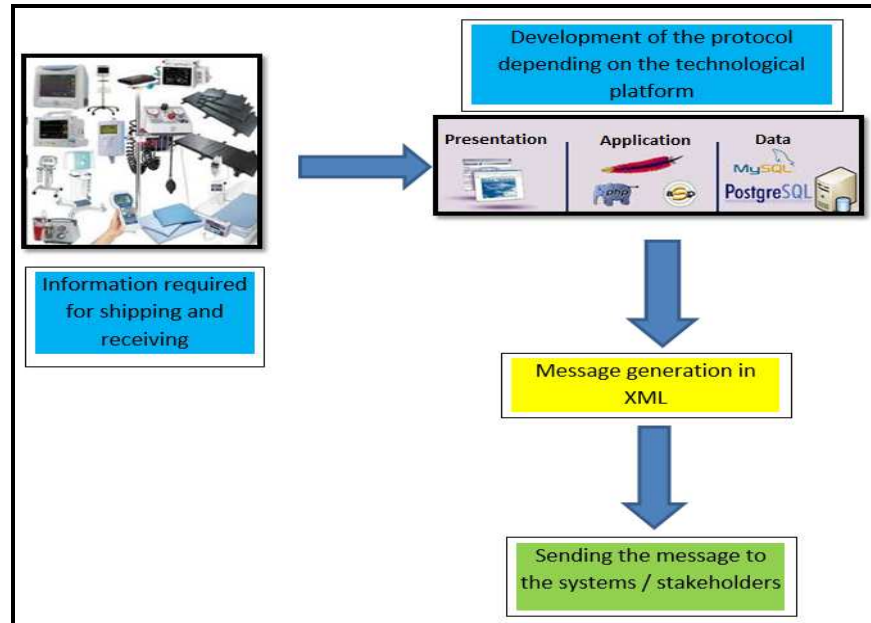 Development of the protocol
depending on the technological
platform
Presentation
Application
Data
php
MySQL
PostgreSQL
Information required
for shipping and
receiving
Message generation in
XML
Sending the message to
the systems / stakeholders